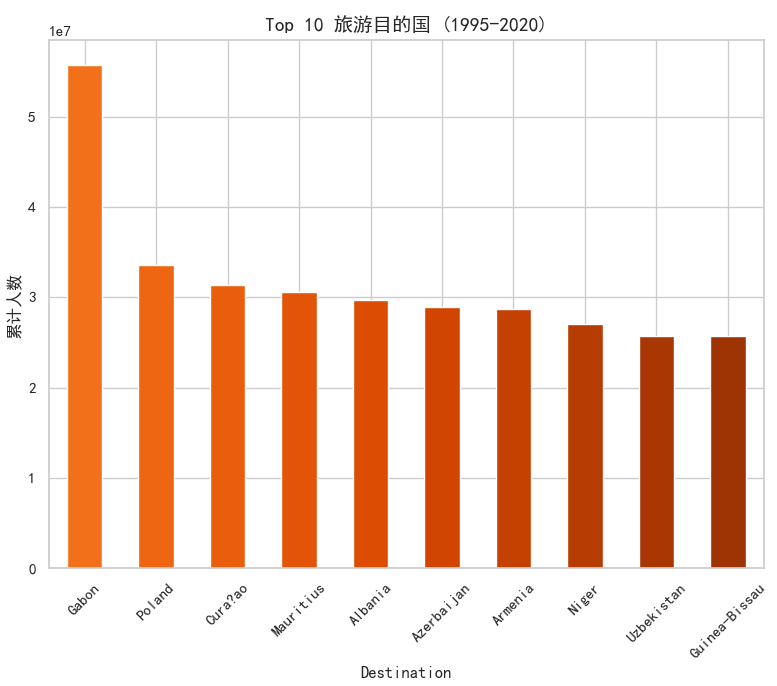 Top 10 旅游目的国 (1995-2020)
1e7
5
4
3
2
1
0
累计人数
Gabon
Poland
Cura?ao
Mauritius
Albania
Azerbaijan
Armenia
Niger
Uzbekistan
Guinea-Bissau
Destination